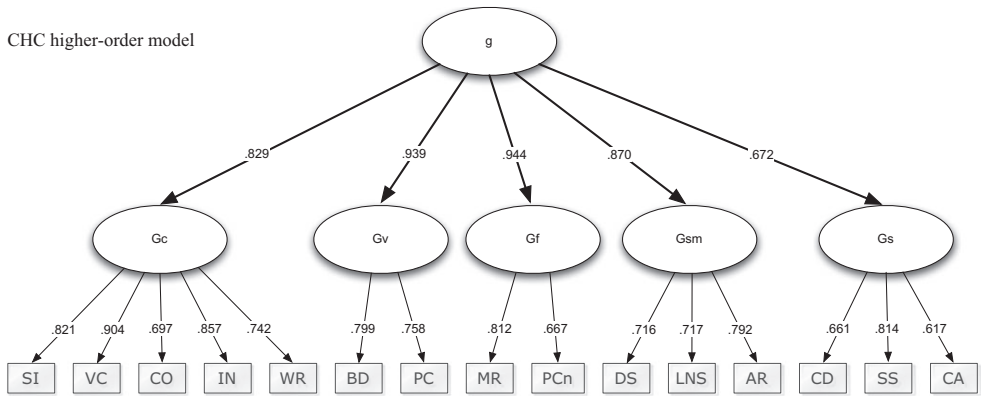 g
CHC higher-order model
.829 .939 .944 .870 .672
Gc Gv Gf Gsm Gs
.821 .904 .697 .857 .742 .799 .758 .812 .667 .716 .717 .792 .661 .814 .617
SI VC CO IN WR BD PC MR PCn DS LNS AR CD SS CA